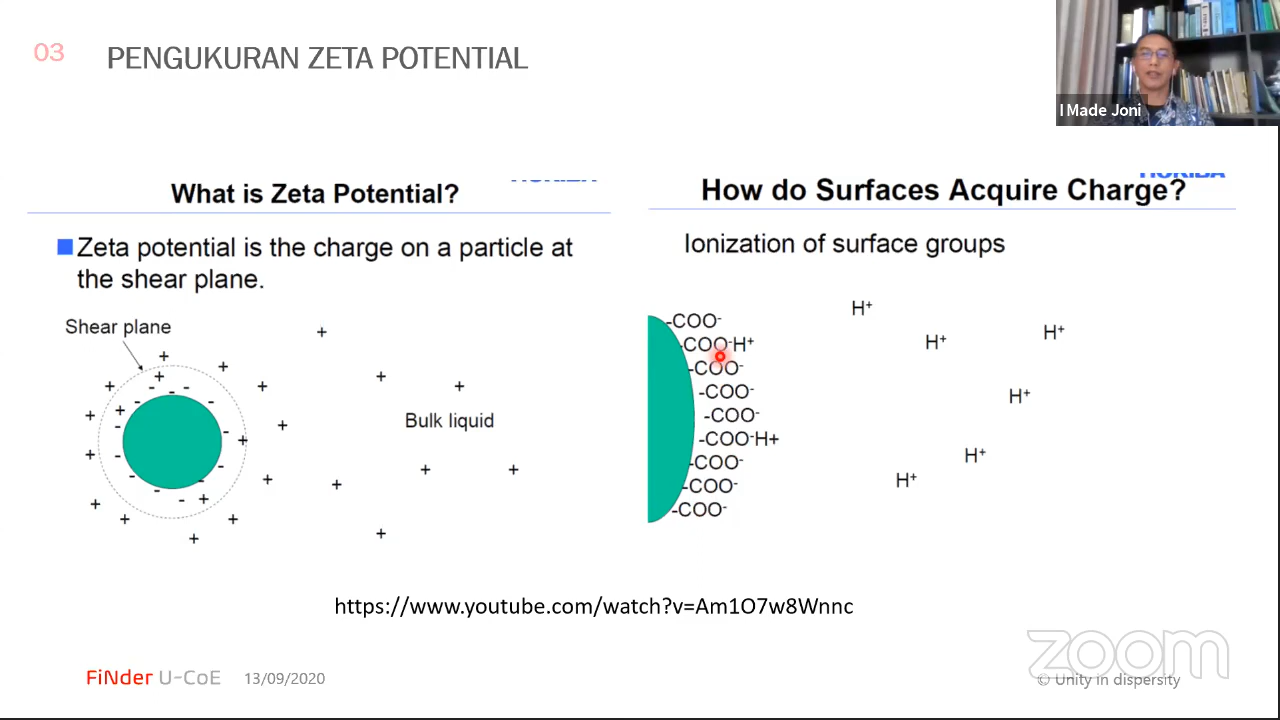 03
PENGUKURAN ZETA POTENTIAL
I Made Joni
What is Zeta Potential?
Zeta potential is the charge on a particle at
the shear plane.
Shear plane
Bulk liquid
HORIBA
How do Surfaces Acquire Charge?
Ionization of surface groups
-COO-
-COO-H+
-COO-
-COO-
-COO-
-COO-H+
-COO-
-COO-
-COO-
H+
H+
H+
H+
H+
H+
https://www.youtube.com/watch?v=Am1O7w8Wnnc
FiNder U-CoE
13/09/2020
zoom
© Unity in dispersity